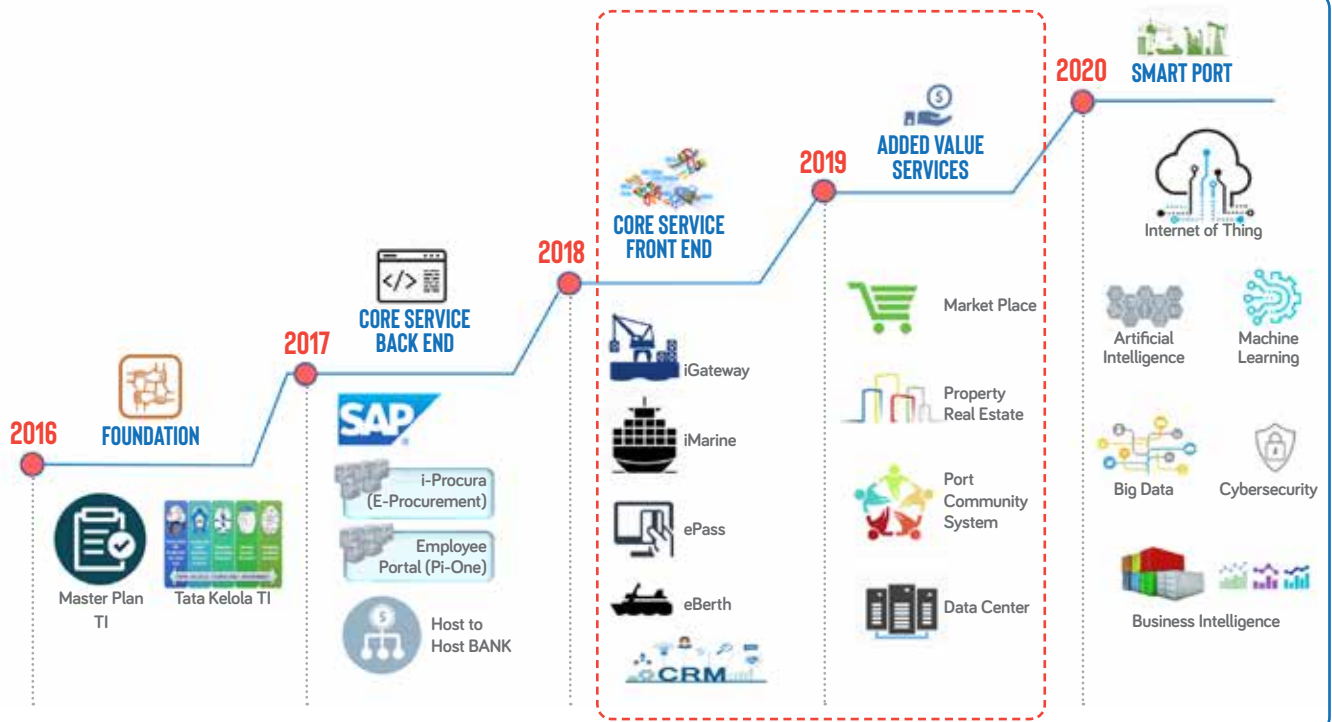 2016
FOUNDATION
Master Plan
TI
Tata Kelola TI
2017
CORE SERVICE
BACK END
</>
SAP
®
i-Procura
(E-Procurement)
Employee
Portal (Pi-One)
$
Host to
Host BANK
2018
CORE SERVICE
FRONT END
iGateway
iMarine
ePass
eBerth
CRM
2019
$
ADDED VALUE
SERVICES
Market Place
Property
Real Estate
Port
Community
System
Data Center
2020
SMART PORT
Internet of Thing
Artificial
Intelligence
Machine
Learning
Big Data
Cybersecurity
Business Intelligence